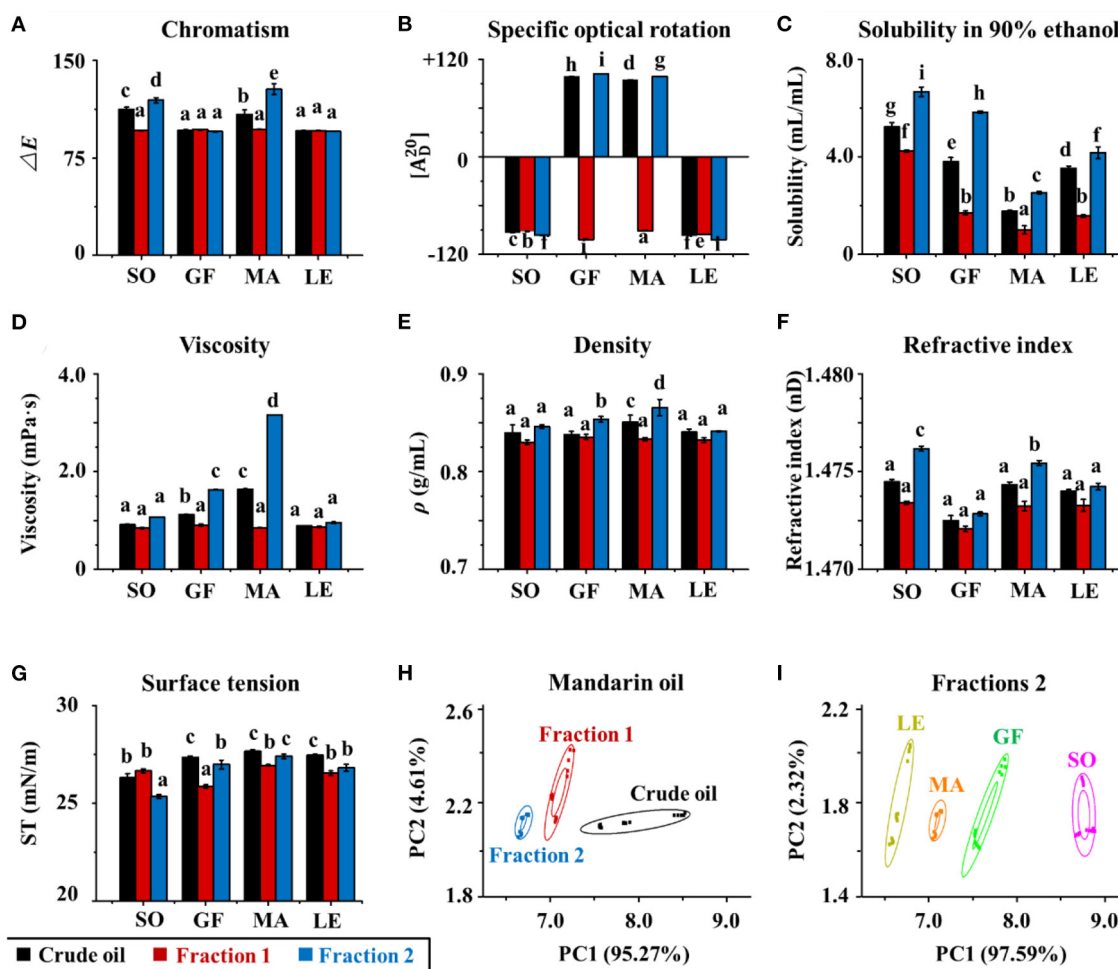 A Chromatism
150
75
0
△E
c a d a a a b a e a a a
SO GF MA LE
B Specific optical rotation
+120
0
-120
[A20D]
c b f h i i d a g f e i
SO GF MA LE
C Solubility in 90% ethanol
8.0
4.0
0
Solubility (mL/mL)
g f i e b h b a c d b f
SO GF MA LE
D Viscosity
4.0
2.0
0
Viscosity (mPa·s)
a a a b a c c a d a a a
SO GF MA LE
E Density
0.9
0.8
0.7
ρ (g/mL)
a a a a a b c a d a a a
SO GF MA LE
F Refractive index
1.480
1.475
1.470
Refractive index (nD)
a a c a a a a a b a a a
SO GF MA LE
G Surface tension
30
25
20
ST (mN/m)
b b a c a b c b c c b b
SO GF MA LE
H Mandarin oil
2.6
2.2
1.8
PC2 (4.61%)
Fraction 1
Crude oil
Fraction 2
7.0 8.0 9.0
PC1 (95.27%)
I Fractions 2
2.2
1.8
1.4
PC2 (2.32%)
LE
MA
GF
SO
7.0 8.0 9.0
PC1 (97.59%)
Crude oil Fraction 1 Fraction 2